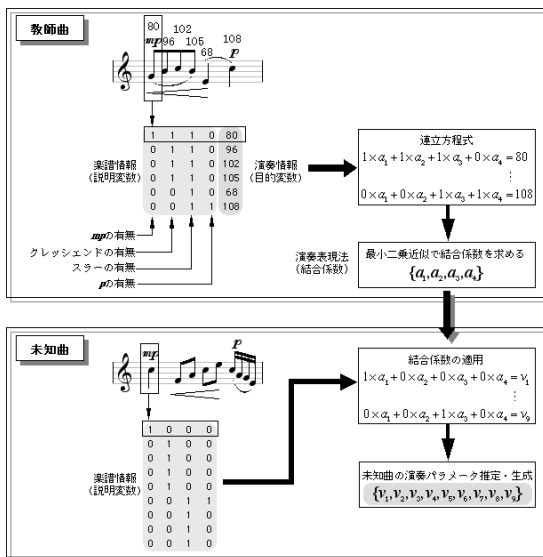 教師曲
80
102
mp 96 105
68
108
p
1 1 1 0 80
0 1 1 0 96
0 1 1 0 102
0 1 1 0 105
0 0 1 0 68
0 0 1 1 108
楽譜情報
(説明変数)
演奏情報
(目的変数)
mpの有無
クレッシェンドの有無
スラーの有無
pの有無
連立方程式
1×a₁+1×a₂+1×a₃+0×a₄=80
⋮
0×a₁+0×a₂+1×a₃+1×a₄=108
演奏表現法
(結合係数)
最小二乗近似で結合係数を求める
{a₁,a₂,a₃,a₄}
未知曲
mp
p
1 0 0 0
0 1 0 0
0 1 0 0
0 1 0 0
0 1 0 0
0 0 1 1
0 0 1 0
0 0 1 0
0 0 1 0
楽譜情報
(説明変数)
結合係数の適用
1×a₁+0×a₂+0×a₃+0×a₄=v₁
⋮
0×a₁+0×a₂+1×a₃+0×a₄=v₉
未知曲の演奏パラメータ推定・生成
{v₁,v₂,v₃,v₄,v₅,v₆,v₇,v₈,v₉}